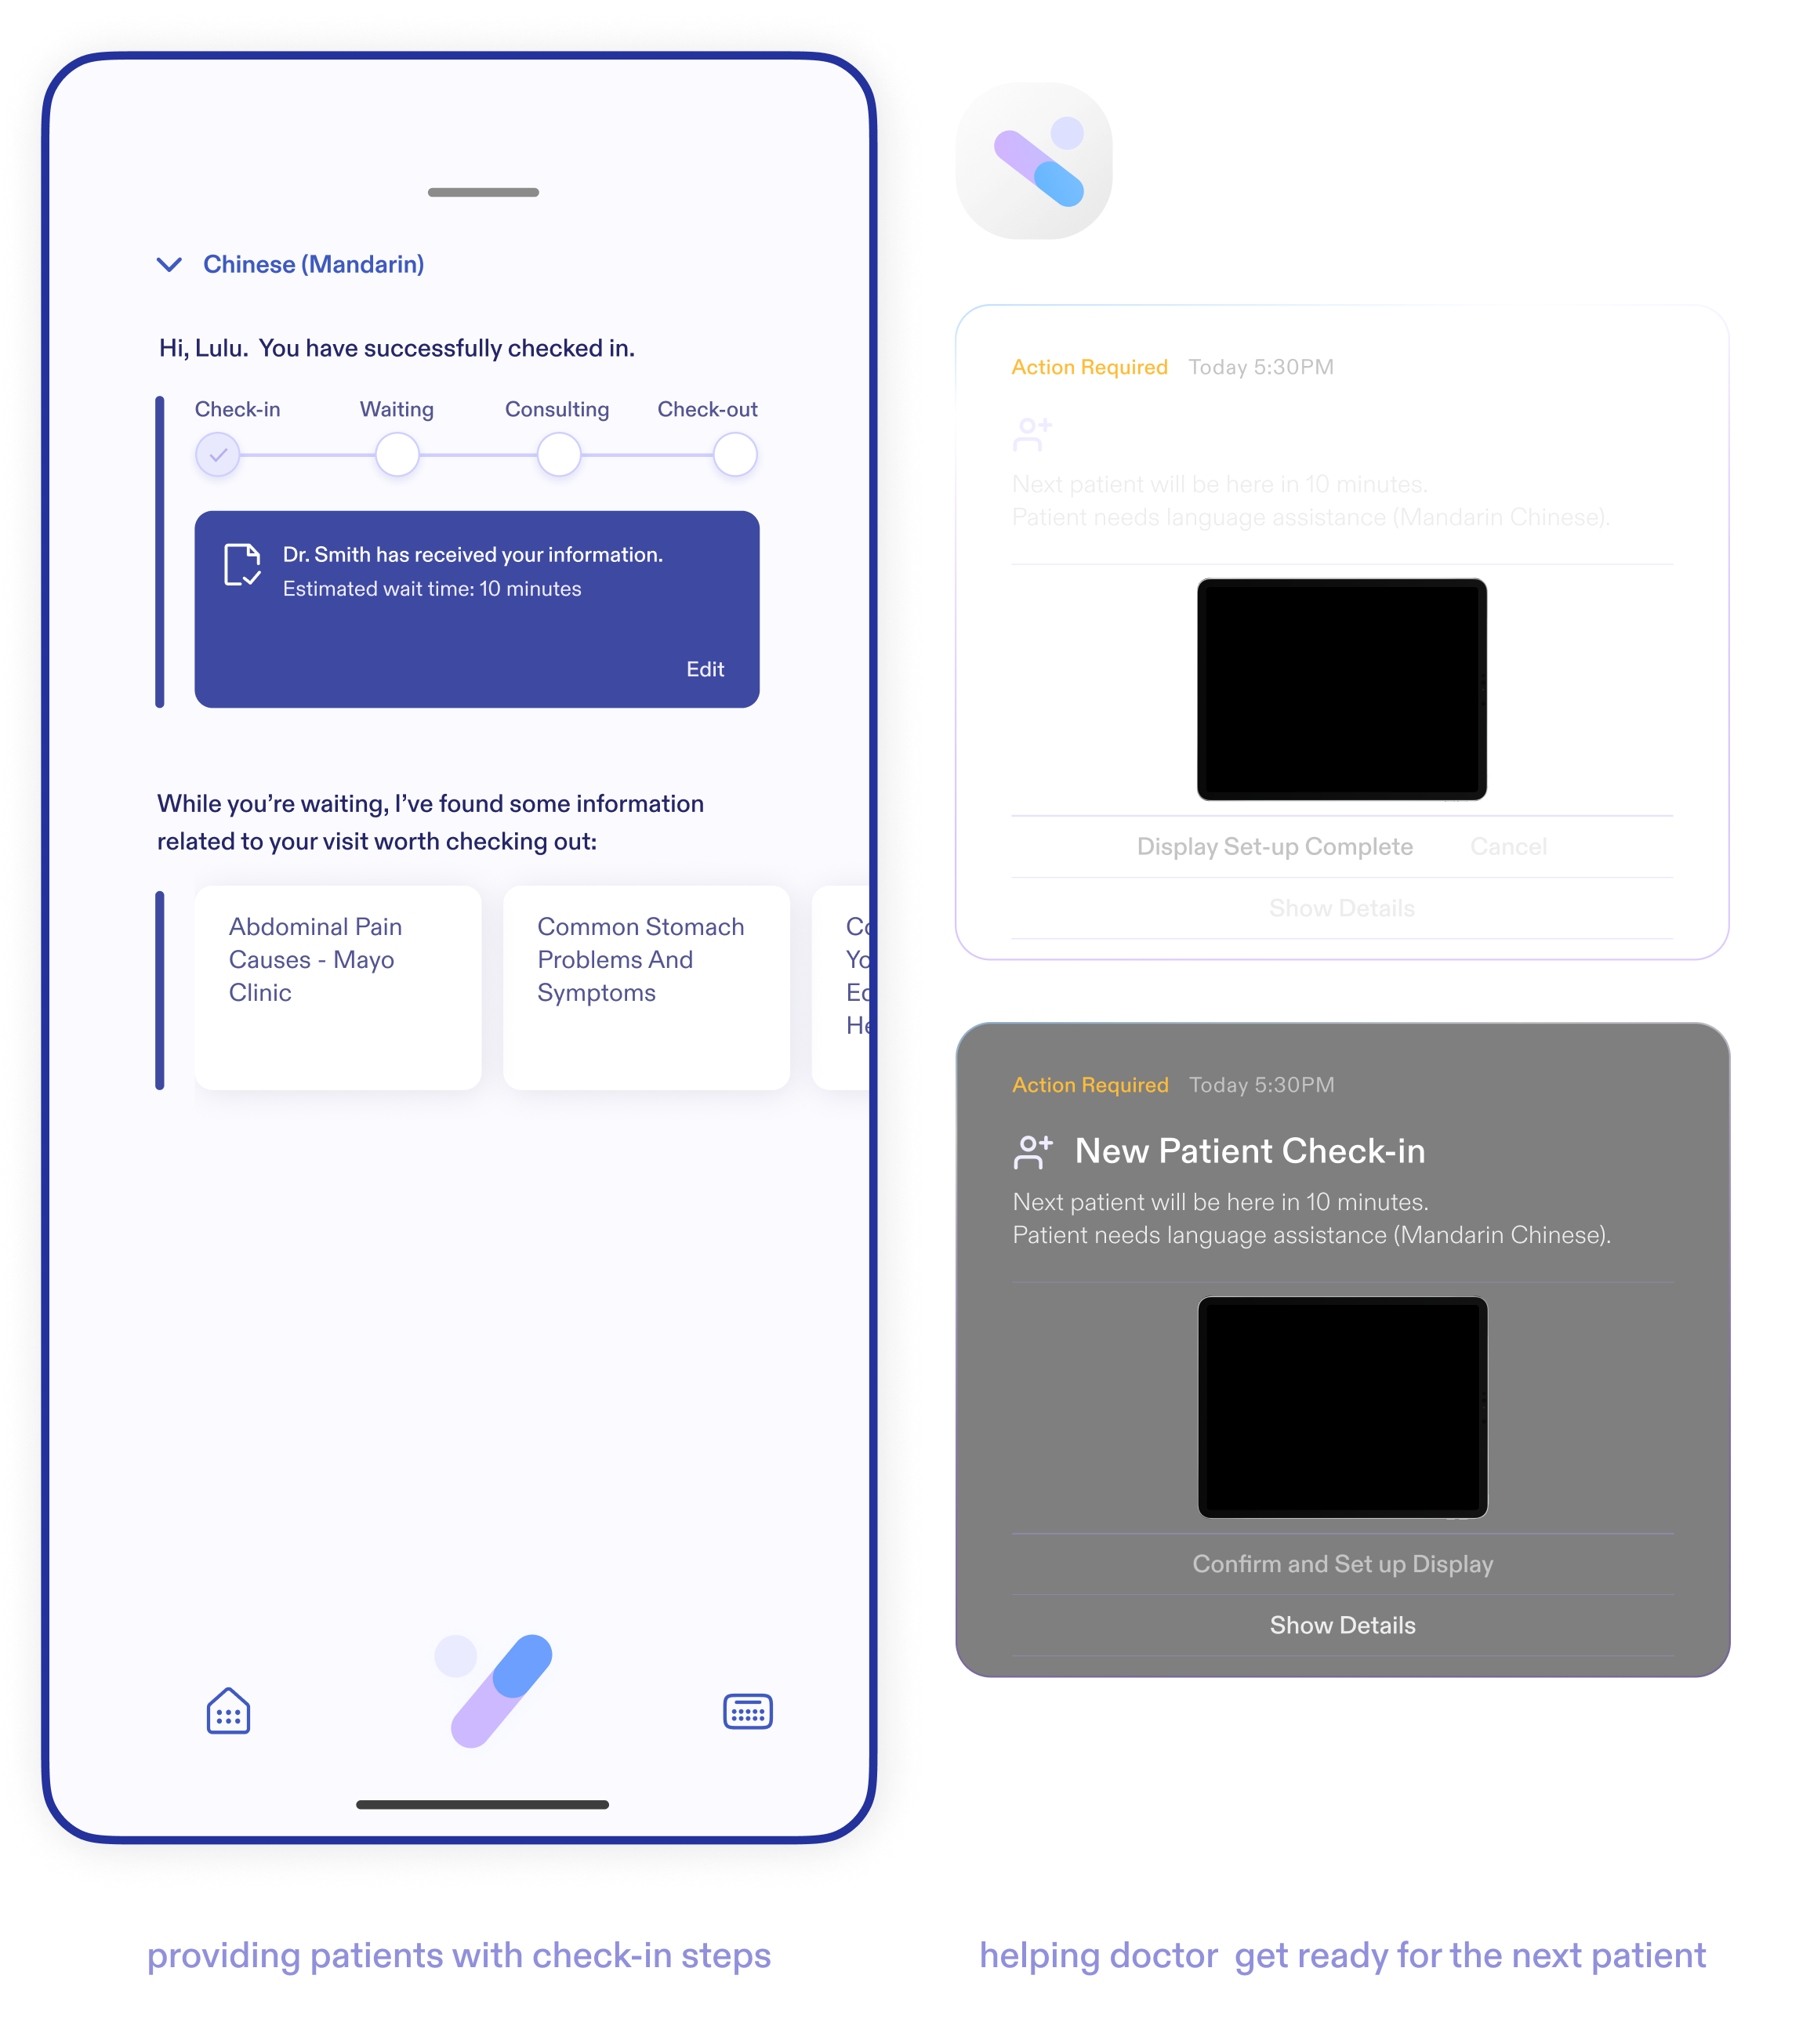 Chinese (Mandarin)
Hi, Lulu. You have successfully checked in.
Check-in
Waiting
Consulting
Check-out
Dr. Smith has received your information.
Estimated wait time: 10 minutes
Edit
While you’re waiting, I’ve found some information
related to your visit worth checking out:
Abdominal Pain
Causes - Mayo
Clinic
Common Stomach
Problems And
Symptoms
Action Required Today 5:30PM
Next patient will be here in 10 minutes.
Patient needs language assistance (Mandarin Chinese).
Display Set-up Complete
Cancel
Show Details
Action Required Today 5:30PM
New Patient Check-in
Next patient will be here in 10 minutes.
Patient needs language assistance (Mandarin Chinese).
Confirm and Set up Display
Show Details
providing patients with check-in steps
helping doctor get ready for the next patient